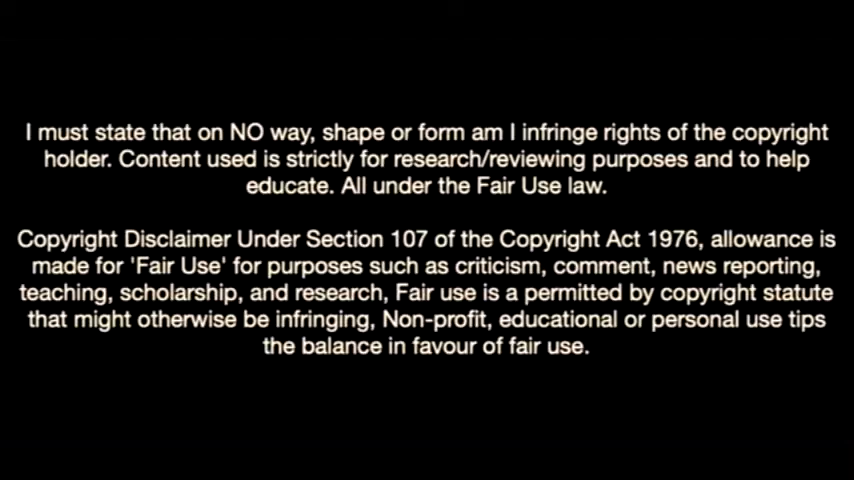 I must state that on NO way, shape or form am I infringe rights of the copyright
holder. Content used is strictly for research/reviewing purposes and to help
educate. All under the Fair Use law.
Copyright Disclaimer Under Section 107 of the Copyright Act 1976, allowance is
made for 'Fair Use' for purposes such as criticism, comment, news reporting,
teaching, scholarship, and research, Fair use is a permitted by copyright statute
that might otherwise be infringing, Non-profit, educational or personal use tips
the balance in favour of fair use.